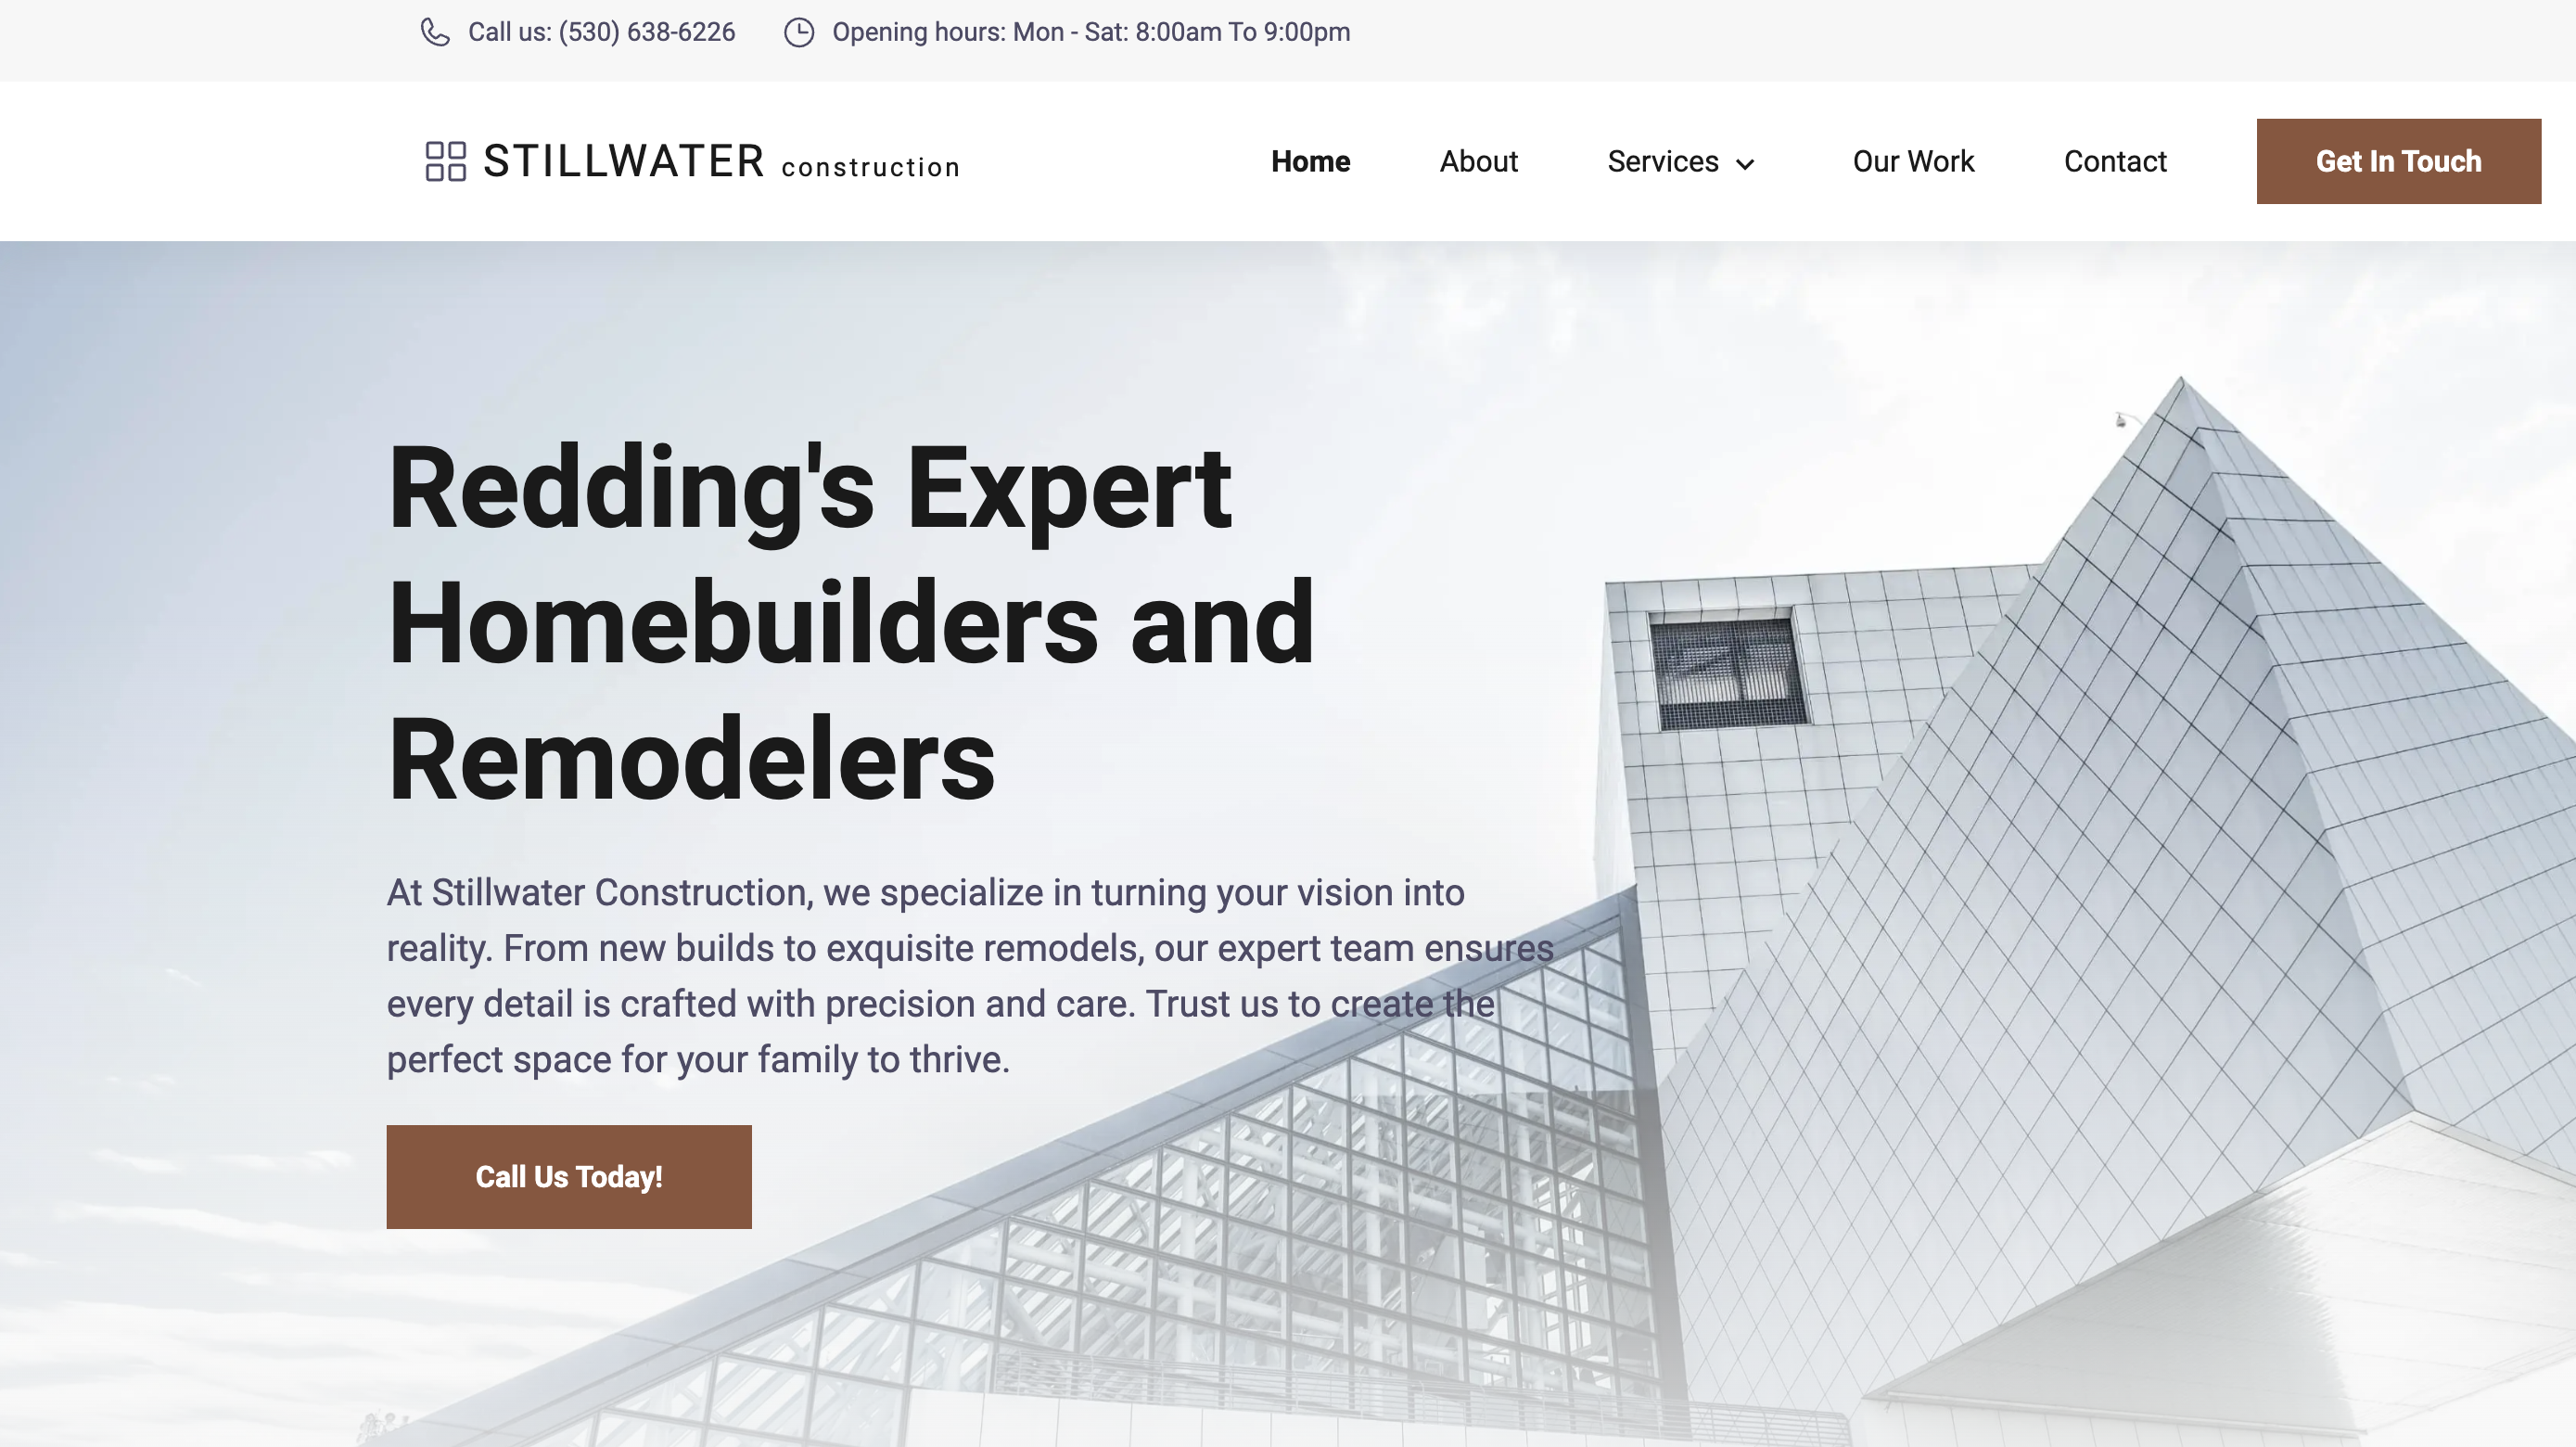 Call us: (530) 638-6226 Opening hours: Mon - Sat: 8:00am To 9:00pm
STILLWATER construction Home About Services Our Work Contact Get In Touch
Redding's Expert
Homebuilders and
Remodelers
At Stillwater Construction, we specialize in turning your vision into
reality. From new builds to exquisite remodels, our expert team ensures
every detail is crafted with precision and care. Trust us to create the
perfect space for your family to thrive.
Call Us Today!